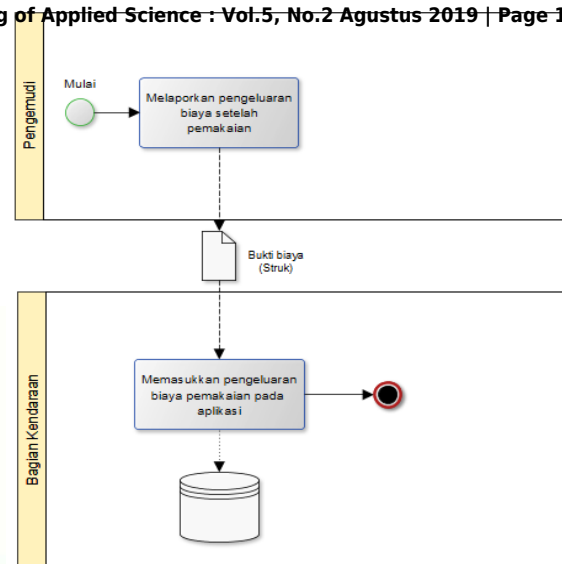 g of Applied Science : Vol.5, No.2 Agustus 2019 | Page 1
Pengemudi
Mulai
Melaporkan pengeluaran
biaya setelah
pemakaian
Bukti biaya
(Struk)
Bagian Kendaraan
Memasukkan pengeluaran
biaya pemakaian pada
aplikasi